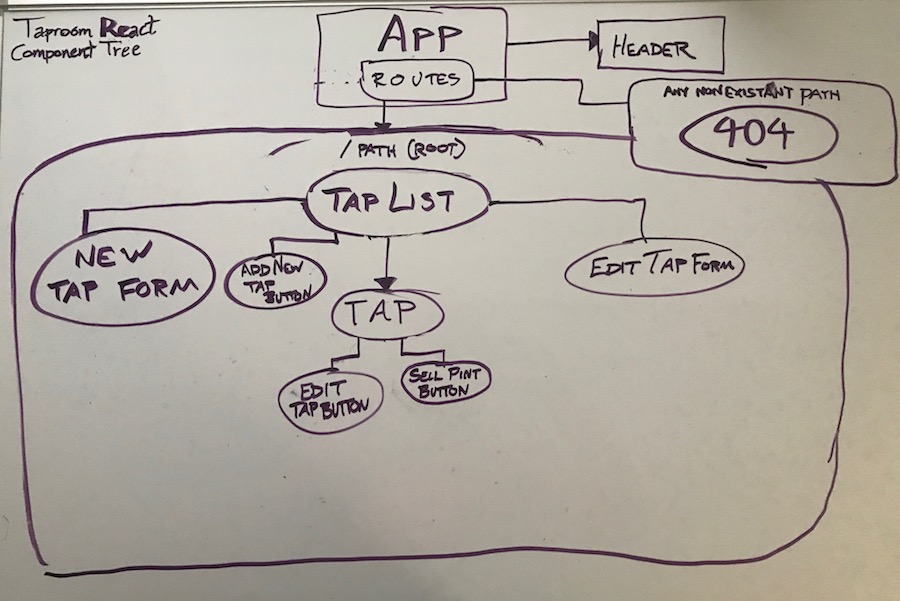 Taproom React
Component Tree
APP
ROUTES
HEADER
ANY NONEXISTANT PATH
404
/ PATH (ROOT)
TAP LIST
NEW
TAP FORM
ADD NEW
TAP
BUTTON
EDIT TAP FORM
TAP
EDIT
TAP BUTTON
SELL PINT
BUTTON